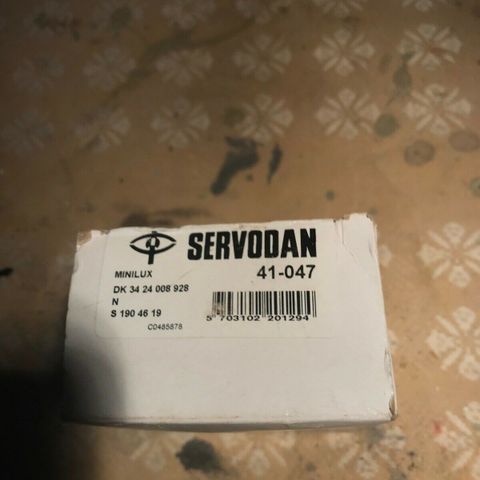 SERVODAN
MINILUX 41-047
DK 34 24 008 928
N
S 190 46 19
5 703102 201294
C0485878